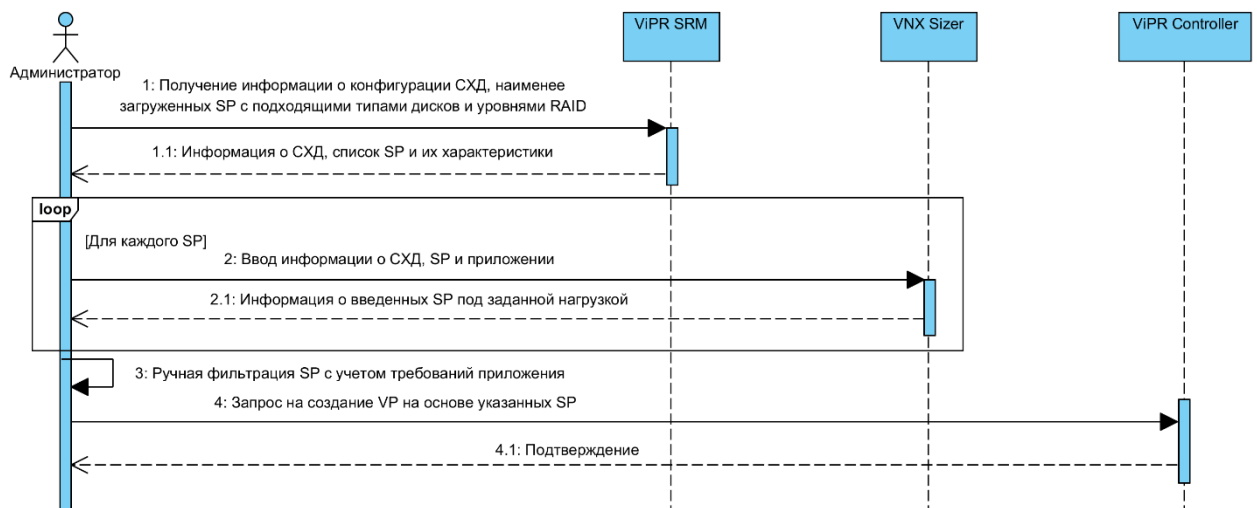 ViPR SRM
VNX Sizer
ViPR Controller
Администратор
1: Получение информации о конфигурации СХД, наименее
загруженных SP с подходящими типами дисков и уровнями RAID
1.1: Информация о СХД, список SP и их характеристики
loop
[Для каждого SP]
2: Ввод информации о СХД, SP и приложении
2.1: Информация о введенных SP под заданной нагрузкой
3: Ручная фильтрация SP с учетом требований приложения
4: Запрос на создание VP на основе указанных SP
4.1: Подтверждение